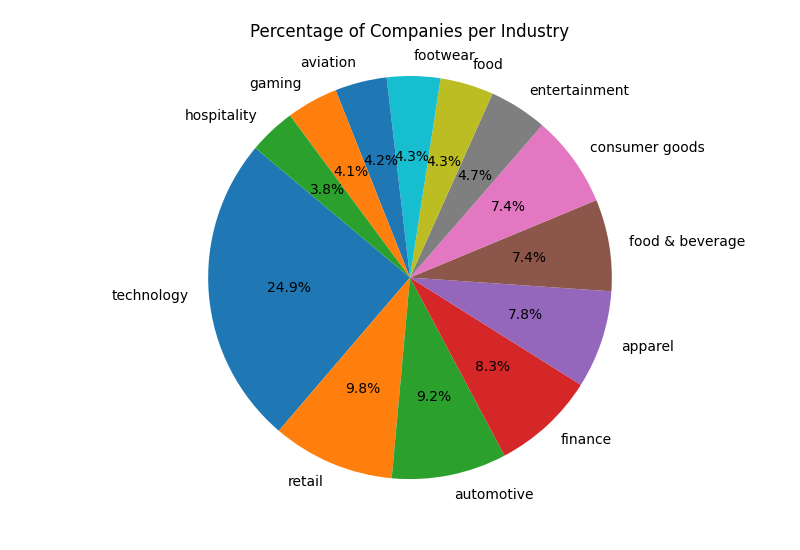 Percentage of Companies per Industry
footwear
food
aviation
gaming
entertainment
hospitality
consumer goods
food & beverage
technology
apparel
finance
retail
automotive
4.3%
4.3%
4.2%
4.1%
4.7%
3.8%
7.4%
7.4%
24.9%
7.8%
8.3%
9.8%
9.2%